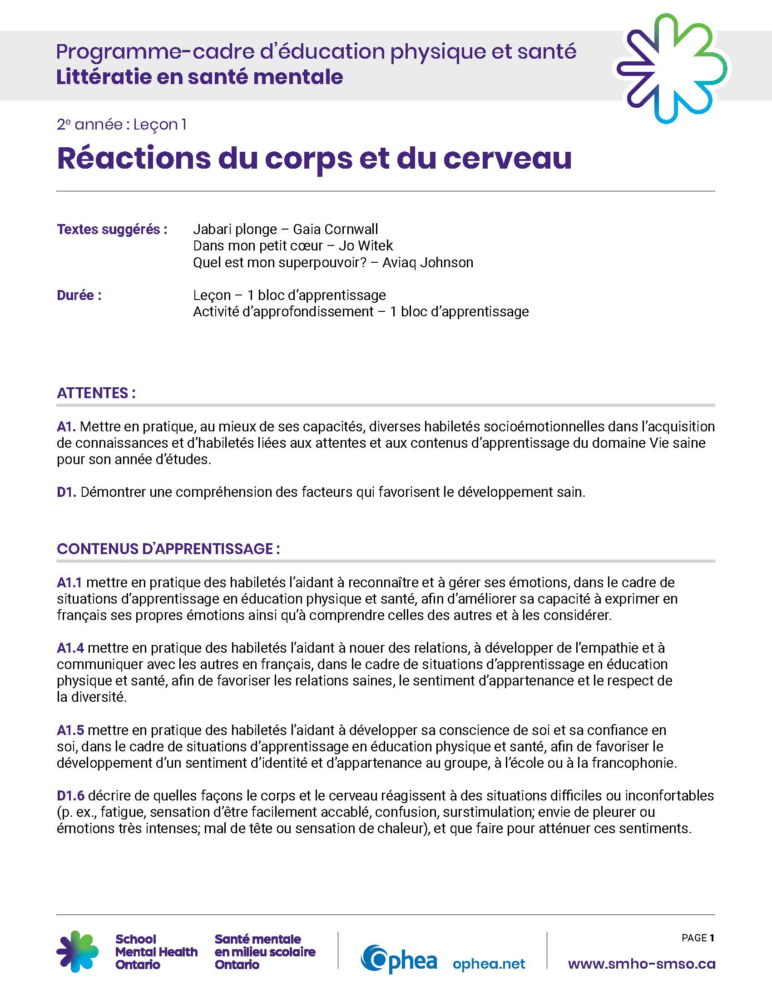 Programme-cadre d’éducation physique et santé
Littératie en santé mentale
2e année : Leçon 1
Réactions du corps et du cerveau
Textes suggérés : Jabari plonge – Gaia Cornwall
Dans mon petit cœur – Jo Witek
Quel est mon superpouvoir? – Aviaq Johnson
Durée : Leçon – 1 bloc d’apprentissage
Activité d’approfondissement – 1 bloc d’apprentissage
ATTENTES :
A1. Mettre en pratique, au mieux de ses capacités, diverses habiletés socioémotionnelles dans l’acquisition
de connaissances et d’habiletés liées aux attentes et aux contenus d’apprentissage du domaine Vie saine
pour son année d’études.
D1. Démontrer une compréhension des facteurs qui favorisent le développement sain.
CONTENUS D’APPRENTISSAGE :
A1.1 mettre en pratique des habiletés l’aidant à reconnaître et à gérer ses émotions, dans le cadre de
situations d’apprentissage en éducation physique et santé, afin d’améliorer sa capacité à exprimer en
français ses propres émotions ainsi qu’à comprendre celles des autres et à les considérer.
A1.4 mettre en pratique des habiletés l’aidant à nouer des relations, à développer de l’empathie et à
communiquer avec les autres en français, dans le cadre de situations d’apprentissage en éducation
physique et santé, afin de favoriser les relations saines, le sentiment d’appartenance et le respect de
la diversité.
A1.5 mettre en pratique des habiletés l’aidant à développer sa conscience de soi et sa confiance en
soi, dans le cadre de situations d’apprentissage en éducation physique et santé, afin de favoriser le
développement d’un sentiment d’identité et d’appartenance au groupe, à l’école ou à la francophonie.
D1.6 décrire de quelles façons le corps et le cerveau réagissent à des situations difficiles ou inconfortables
(p. ex., fatigue, sensation d’être facilement accablé, confusion, surstimulation; envie de pleurer ou
émotions très intenses; mal de tête ou sensation de chaleur), et que faire pour atténuer ces sentiments.
School
Mental Health
Ontario
Santé mentale
en milieu scolaire
Ontario
Ophea
ophea.net
PAGE 1
www.smho-smso.ca